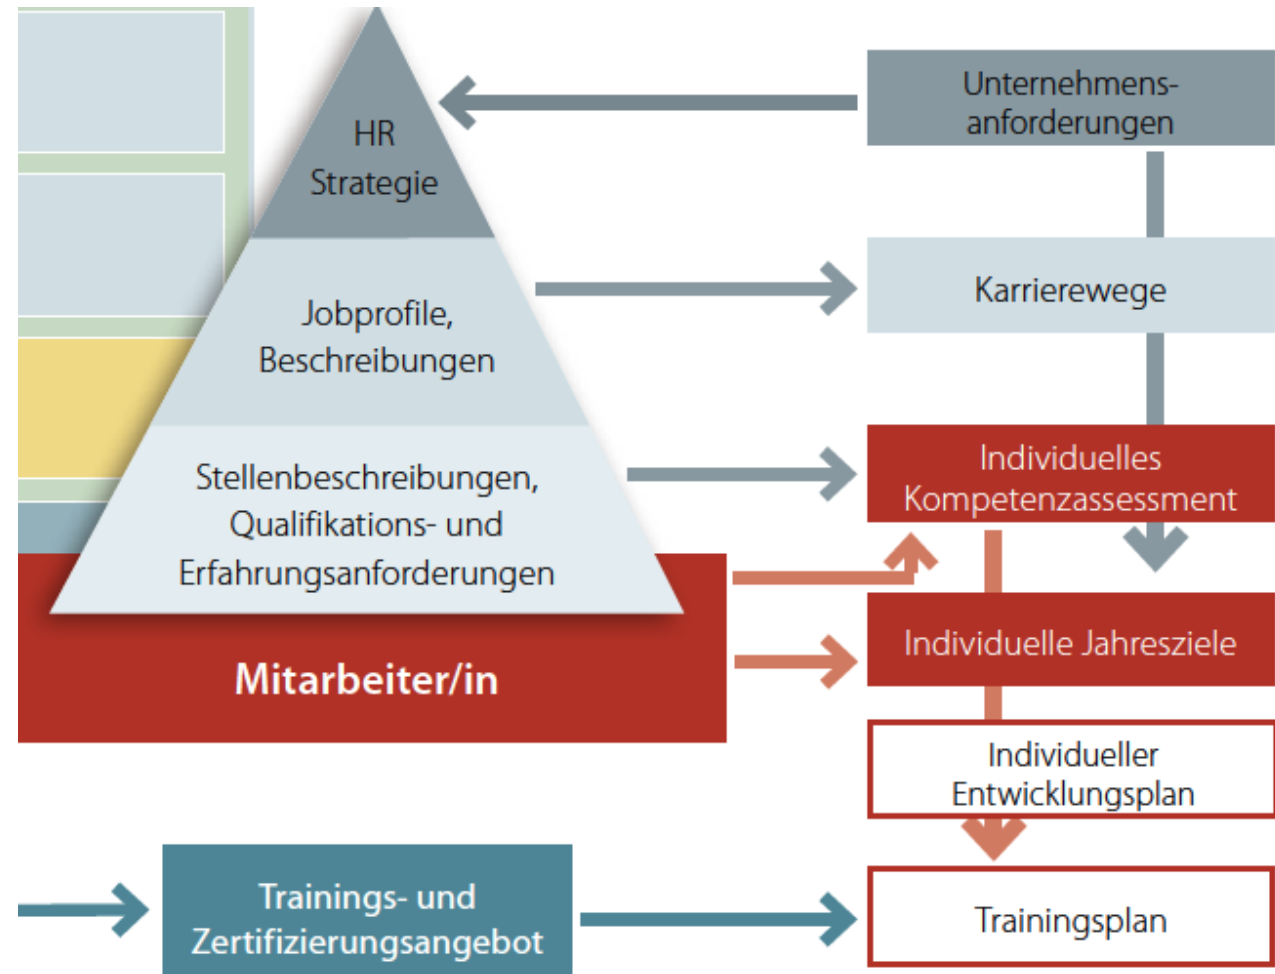 HR
Strategie
Jobprofile,
Beschreibungen
Stellenbeschreibungen,
Qualifikations- und
Erfahrungsanforderungen
Mitarbeiter/in
Trainings- und
Zertifizierungsangebot
Unternehmens-
anforderungen
Karrierewege
Individuelles
Kompetenzassessment
Individuelle Jahresziele
Individueller
Entwicklungsplan
Trainingsplan